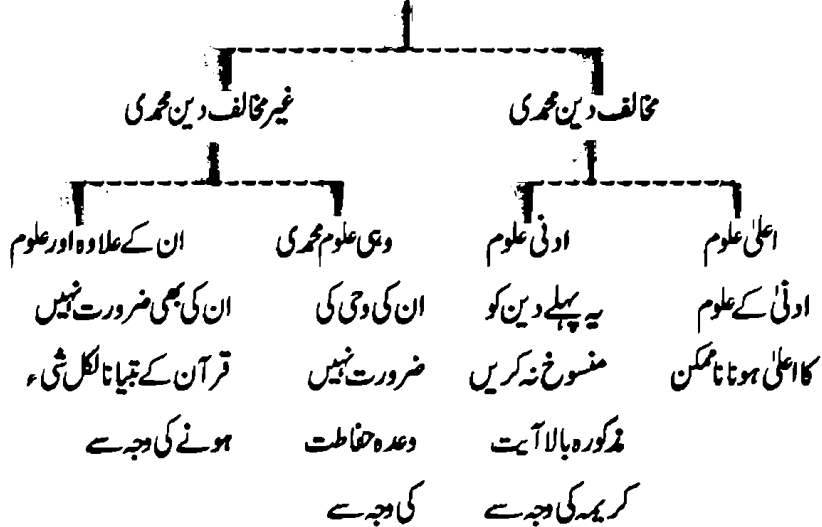 مخالف دین محمدی
غیر مخالف دین محمدی
اعلیٰ علوم
ادنیٰ کے علوم
کا اعلیٰ ہونا ناممکن
ادنی علوم
یہ پہلے دین کو
منسوخ نہ کریں
مذکورہ بالا آیت
کریمہ کی وجہ سے
وہی علوم محمدی
ان کی وحی کی
ضرورت نہیں
وعدہ حفاظت
کی وجہ سے
ان کے علاوہ اور علوم
ان کی بھی ضرورت نہیں
قرآن کے تبیانا لکل شیء
ہونے کی وجہ سے